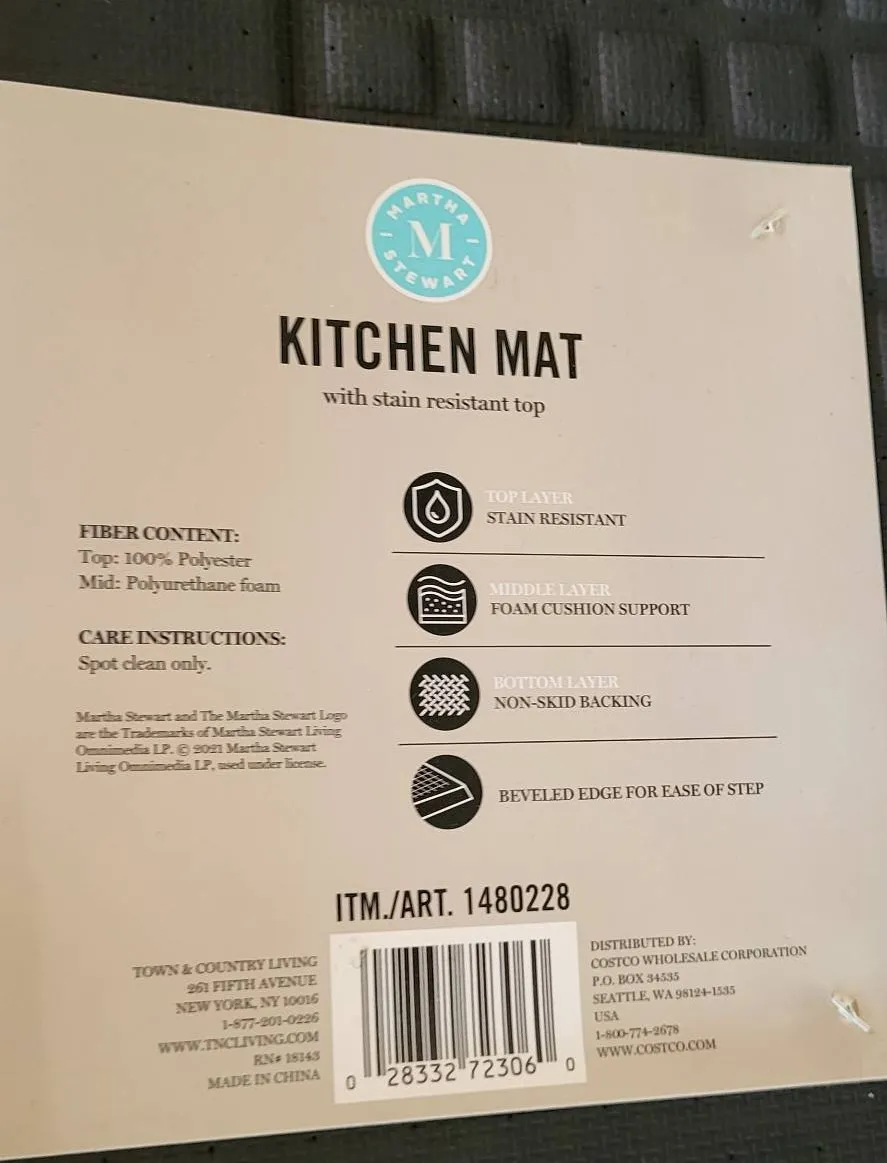 MARTHA
M
STEWART
KITCHEN MAT
with stain resistant top
FIBER CONTENT:
Top: 100% Polyester
Mid: Polyurethane foam
CARE INSTRUCTIONS:
Spot clean only.
Martha Stewart and The Martha Stewart Logo
are the Trademarks of Martha Stewart Living
Omnimedia LP. © 2021 Martha Stewart
Living Omnimedia LP, used under license.
TOP LAYER
STAIN RESISTANT
MIDDLE LAYER
FOAM CUSHION SUPPORT
BOTTOM LAYER
NON-SKID BACKING
BEVELED EDGE FOR EASE OF STEP
ITM./ART. 1480228
TOWN & COUNTRY LIVING
261 FIFTH AVENUE
NEW YORK, NY 10016
1-877-201-0226
WWW.TNCLIVING.COM
RN# 18143
MADE IN CHINA
0 28332 72306 0
DISTRIBUTED BY:
COSTCO WHOLESALE CORPORATION
P.O. BOX 34535
SEATTLE, WA 98124-1535
USA
1-800-774-2678
WWW.COSTCO.COM